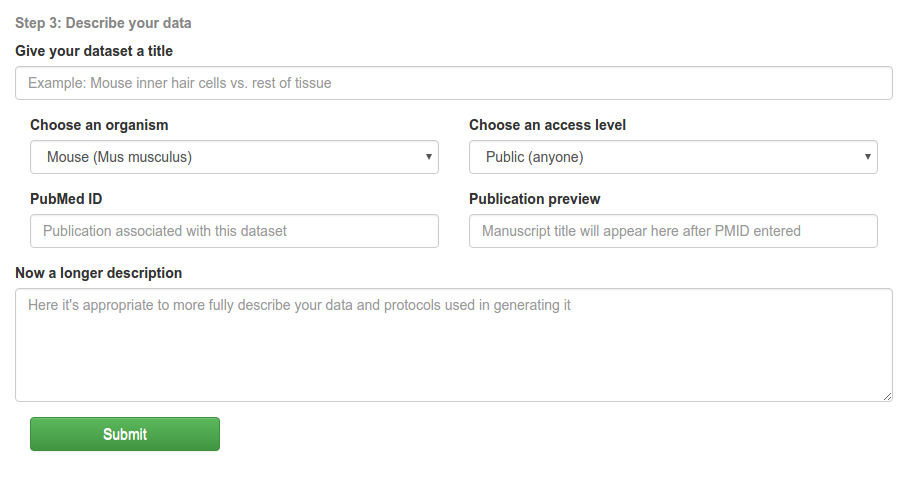 Step 3: Describe your data
Give your dataset a title
Example: Mouse inner hair cells vs. rest of tissue
Choose an organism
Choose an access level
Mouse (Mus musculus)
Public (anyone)
PubMed ID
Publication preview
Publication associated with this dataset
Manuscript title will appear here after PMID entered
Now a longer description
Here it's appropriate to more fully describe your data and protocols used in generating it
Submit